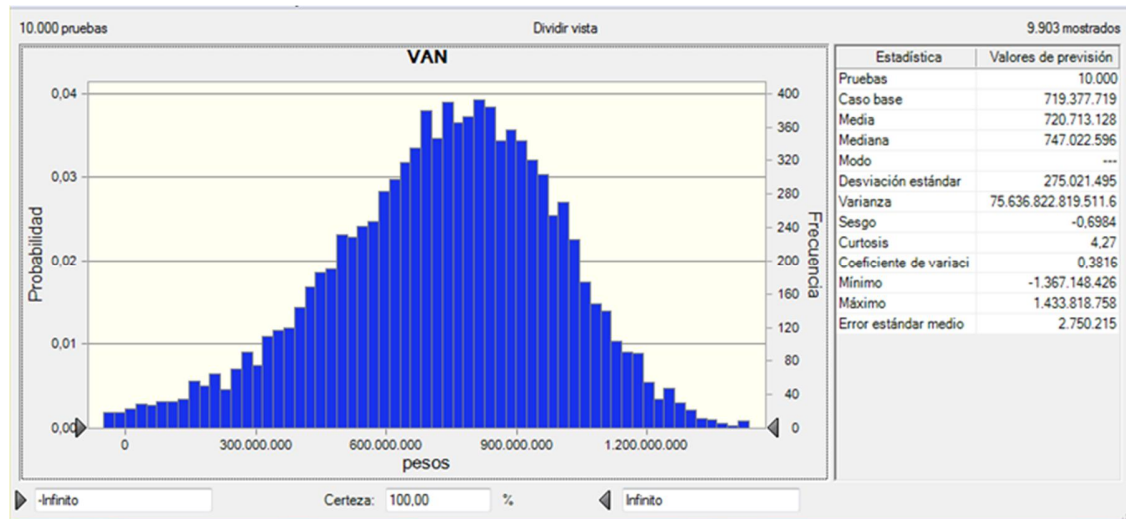 10.000 pruebas
Dividir vista
9.903 mostrados
VAN
0,04
0,03
0,02
0,01
0,00
Probabilidad
400
360
320
280
240
200
160
120
80
40
0
Frecuencia
0
300.000.000
600.000.000
900.000.000
1.200.000.000
pesos
Estadística Valores de previsión
Pruebas 10.000
Caso base 719.377.719
Media 720.713.128
Mediana 747.022.596
Modo ---
Desviación estándar 275.021.495
Varianza 75.636.822.819.511.6
Sesgo -0,6984
Curtosis 4,27
Coeficiente de variaci 0,3816
Mínimo -1.367.148.426
Máximo 1.433.818.758
Error estándar medio 2.750.215
-Infinito
Certeza: 100,00 %
Infinito